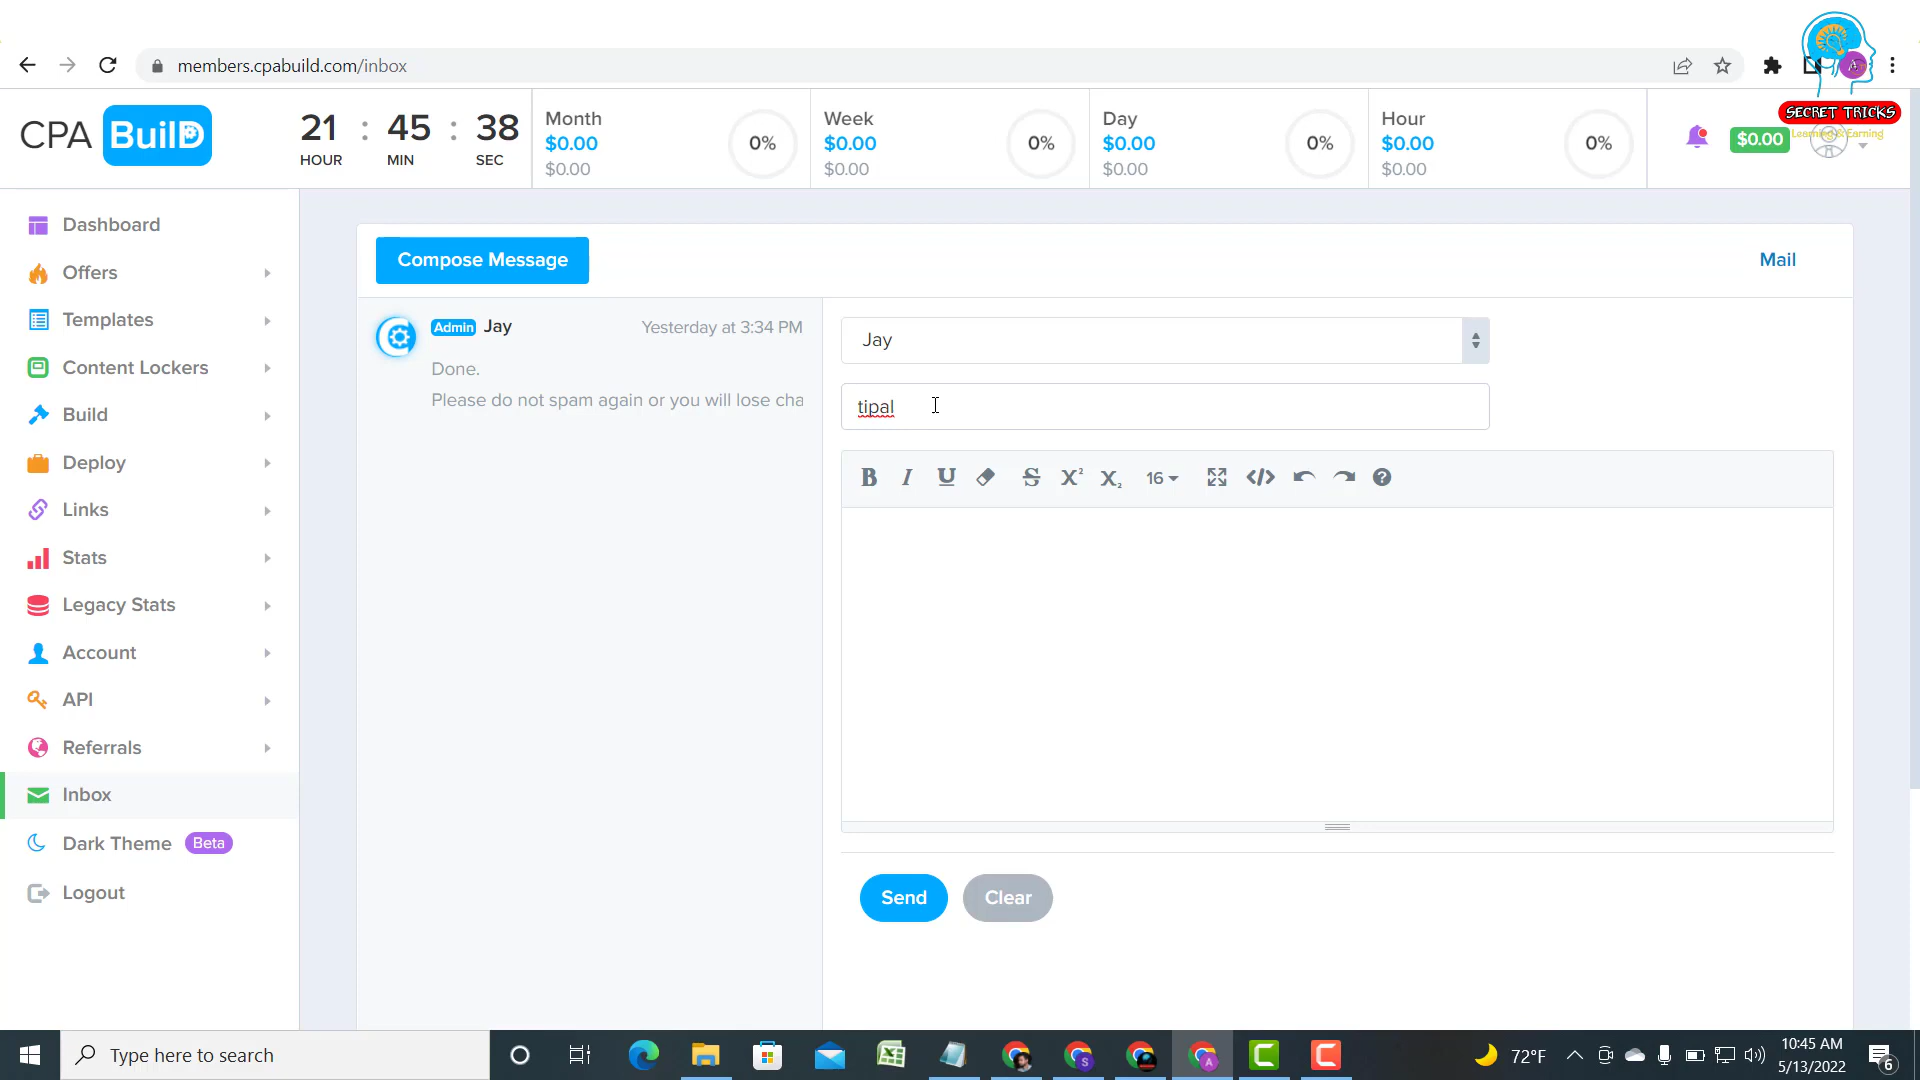 members.cpabuild.com/inbox
SECRET TRICKS
Learning & Earning
CPA BuilD
21 : 45 : 38
HOUR MIN SEC
Month
$0.00
$0.00
0%
Week
$0.00
$0.00
0%
Day
$0.00
$0.00
0%
Hour
$0.00
$0.00
0%
$0.00
Dashboard
Offers
Templates
Content Lockers
Build
Deploy
Links
Stats
Legacy Stats
Account
API
Referrals
Inbox
Dark Theme Beta
Logout
Compose Message
Mail
Admin Jay Yesterday at 3:34 PM
Done.
Please do not spam again or you will lose cha
Jay
tipal
B I U S X² X₂ 16
Send Clear
Type here to search
72°F
10:45 AM
5/13/2022
6